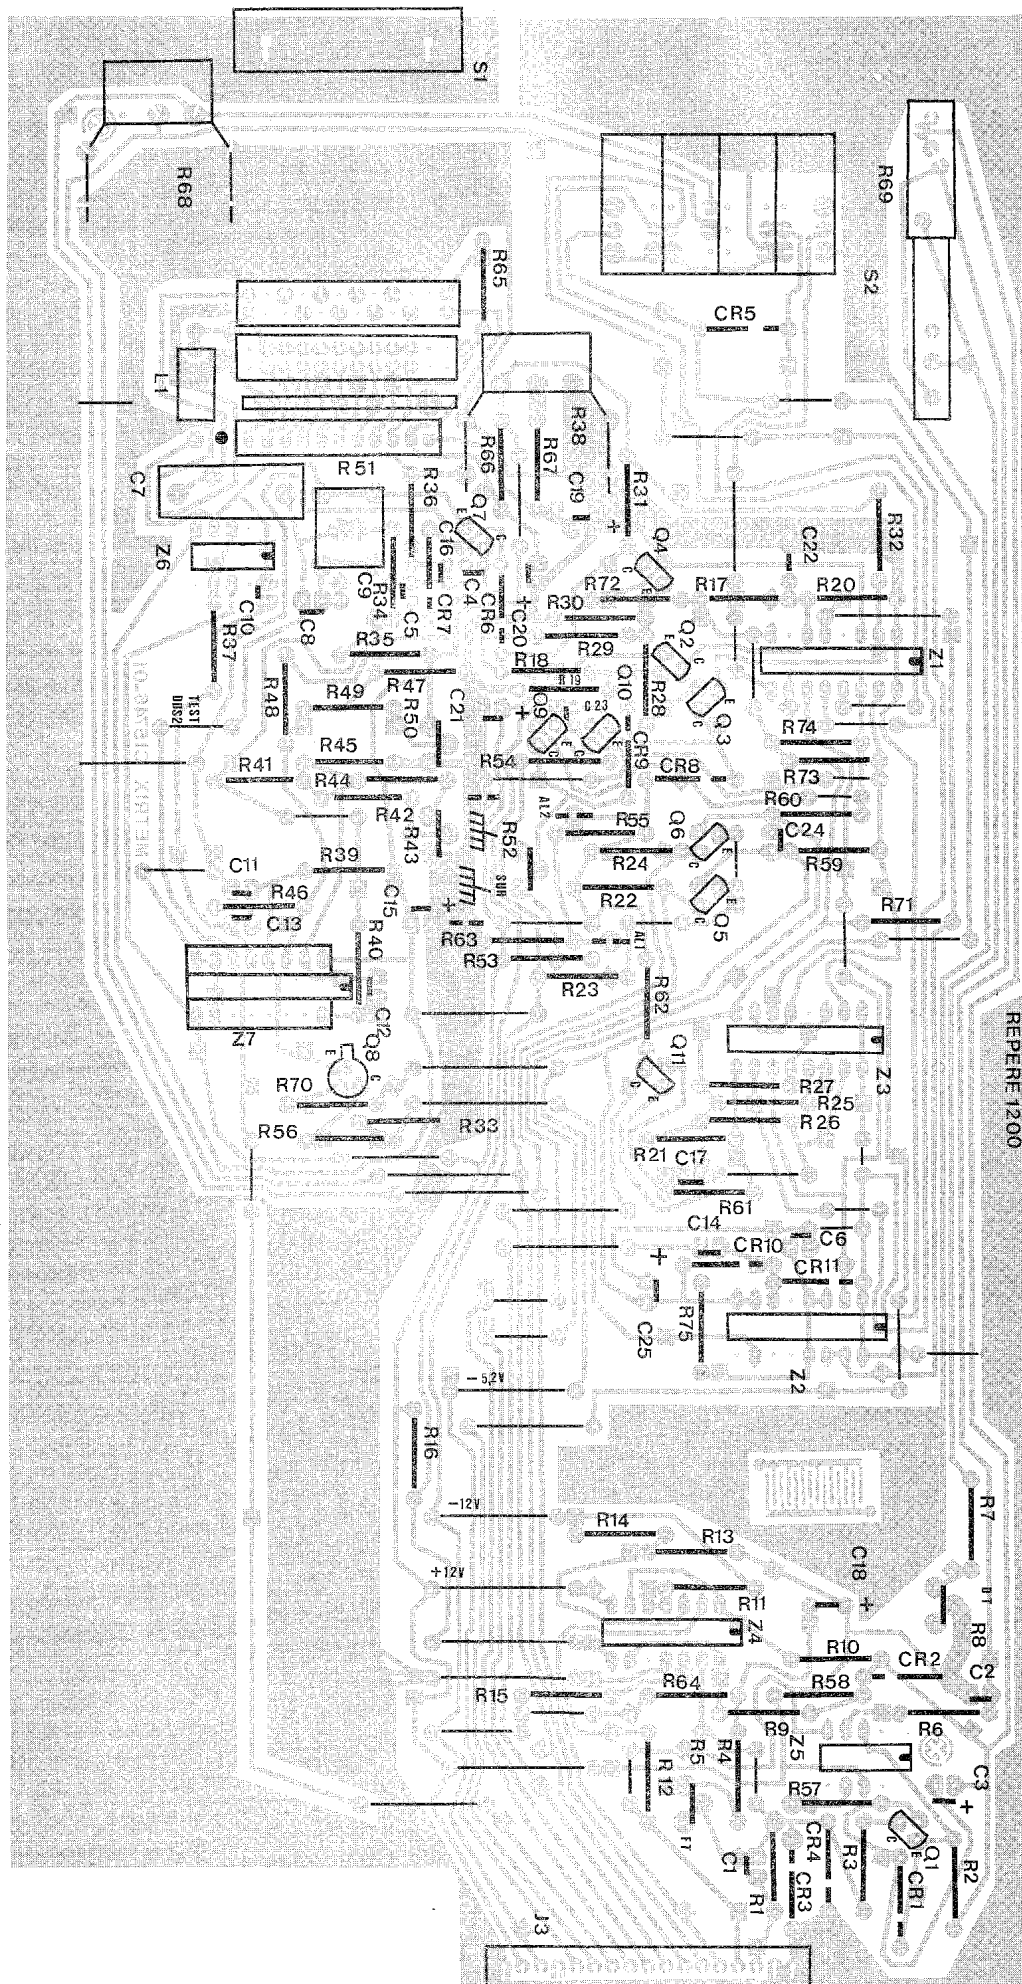 S1
R68
R69
S2
R65
CR5
L1
R38
R66
R67
C19
R31
R51
R36
C7
Q7
E
C
+
Q4
C
E
C22
R32
Z6
C16
C9
R34
C4
R72
R17
R20
C10
C8
C5
CR7
CR6
C20
+
R30
R29
R37
R35
Q2
E
C
Z1
R18
R19
Q10
R28
Q3
E
C
TEST
BUS2
R48
R49
R47
R50
C21
+
Q9
C
E
C23
C
E
CR9
R74
R45
R54
CR8
R73
R41
R44
R60
R42
AL2
R55
Q6
E
C
R43
R52
C24
R39
R24
R59
C11
SUR
R46
C15
+
R22
Q5
E
C
R71
C13
R40
R63
AL1
R53
R23
R62
C12
Z7
Q8
E
C
Q11
C
E
Z3
REPERE 1200
R70
R27
R25
R33
R26
R56
R21
C17
R61
C14
C6
+
CR10
CR11
R75
C25
Z2
-5,2V
R16
R7
-12V
R14
R13
C18
+
+12V
R11
R8
Z4
R10
CR2
C2
R15
R64
R58
R9
R6
Z5
R5
R4
R12
C3
+
R57
FT
Q1
C
E
CR4
R3
C1
R1
CR3
CR1
R2
J3